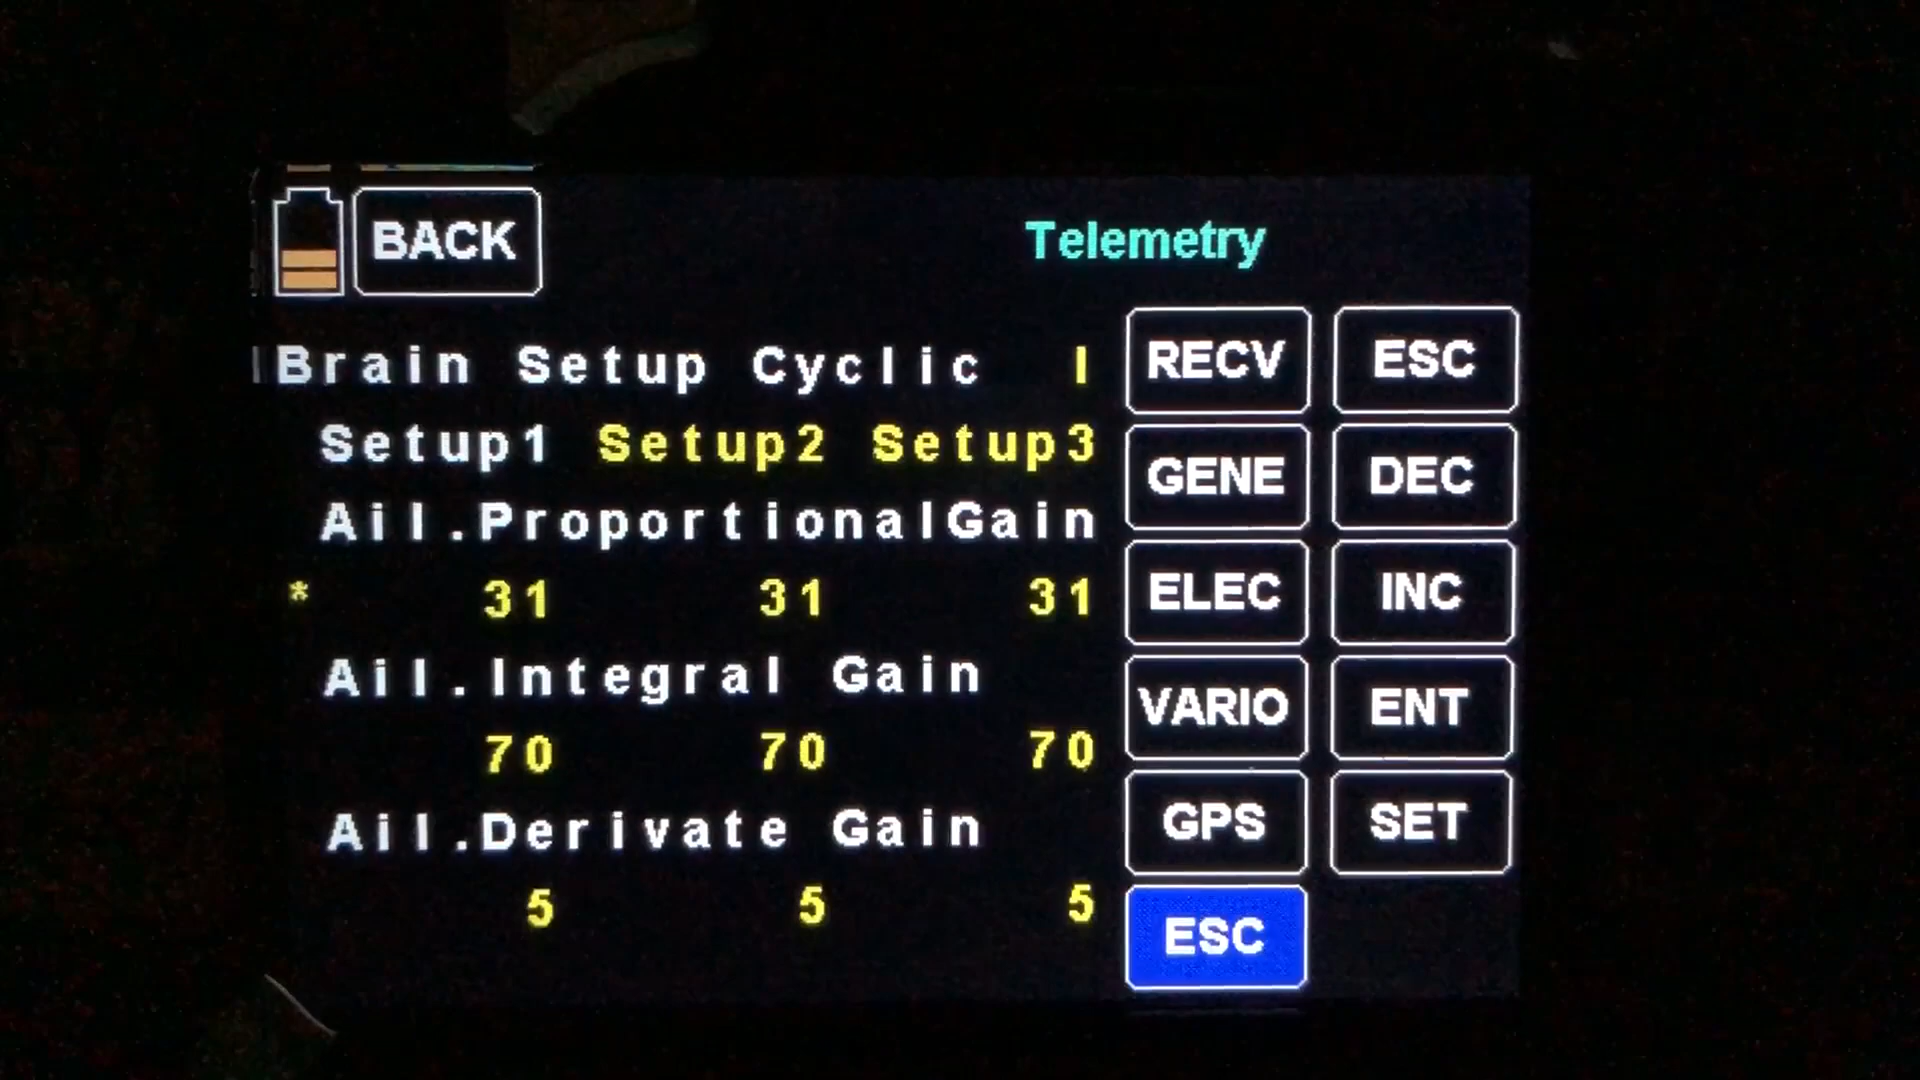 BACK
Telemetry
Brain Setup Cyclic I
Setup1 Setup2 Setup3
Ail.ProportionalGain
* 31 31 31
Ail.Integral Gain
70 70 70
Ail.Derivate Gain
5 5 5
RECV ESC
GENE DEC
ELEC INC
VARIO ENT
GPS SET
ESC